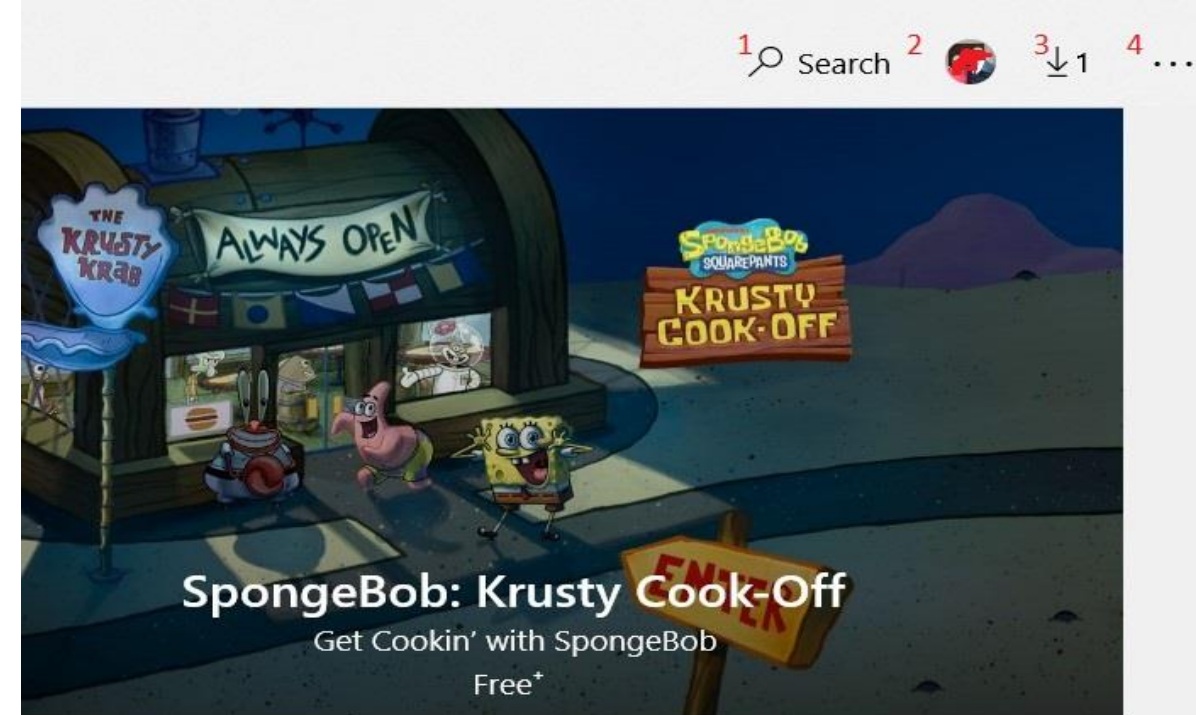 1 Search 2 3 1 4 ...
THE
KRUSTY
KRAB
ALWAYS OPEN
SPONGEBOB
SQUAREPANTS
KRUSTY
COOK-OFF
ENTER
SpongeBob: Krusty Cook-Off
Get Cookin’ with SpongeBob
Free+